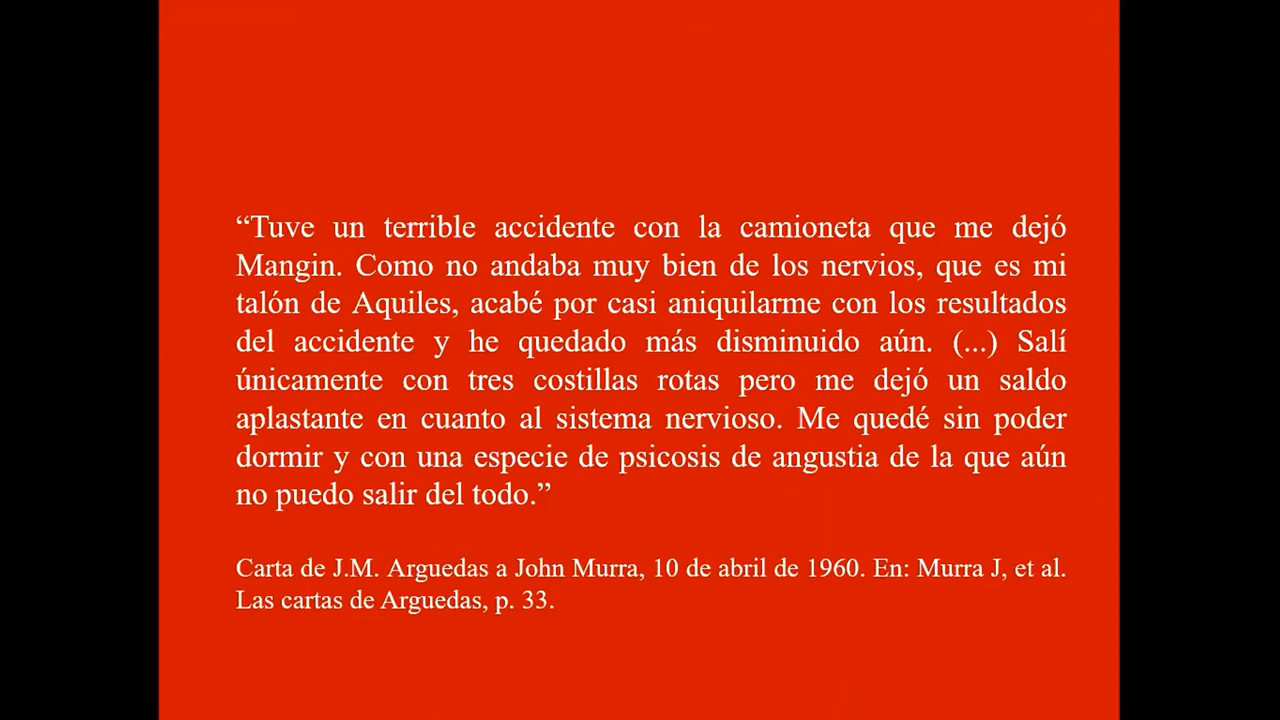 “Tuve un terrible accidente con la camioneta que me dejó
Mangin. Como no andaba muy bien de los nervios, que es mi
talón de Aquiles, acabé por casi aniquilarme con los resultados
del accidente y he quedado más disminuido aún. (...) Salí
únicamente con tres costillas rotas pero me dejó un saldo
aplastante en cuanto al sistema nervioso. Me quedé sin poder
dormir y con una especie de psicosis de angustia de la que aún
no puedo salir del todo.”
Carta de J.M. Arguedas a John Murra, 10 de abril de 1960. En: Murra J, et al.
Las cartas de Arguedas, p. 33.